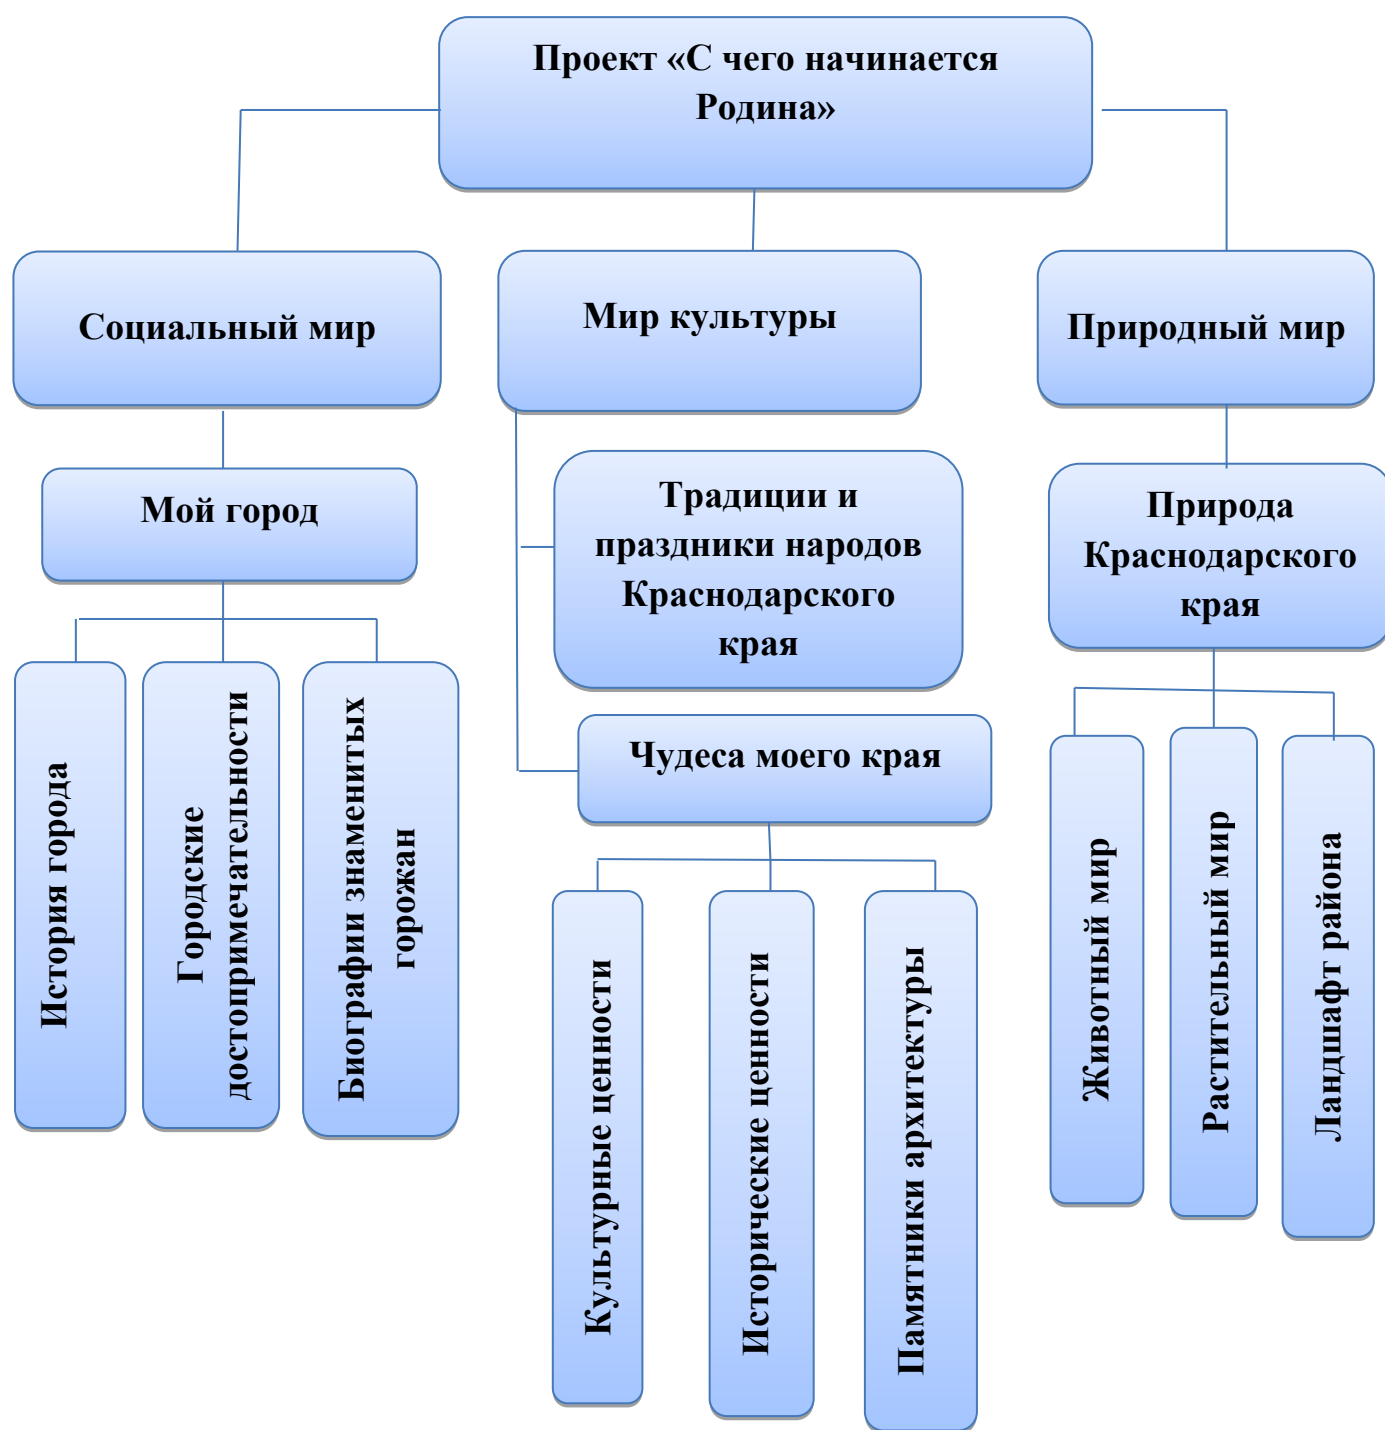 Проект «С чего начинается
Родина»
Социальный мир
Мир культуры
Природный мир
Мой город
Традиции и
праздники народов
Краснодарского
края
Природа
Краснодарского
края
История города
Городские
достопримечательности
Биографии знаменитых
горожан
Чудеса моего края
Культурные ценности
Исторические ценности
Памятники архитектуры
Животный мир
Растительный мир
Ландшафт района